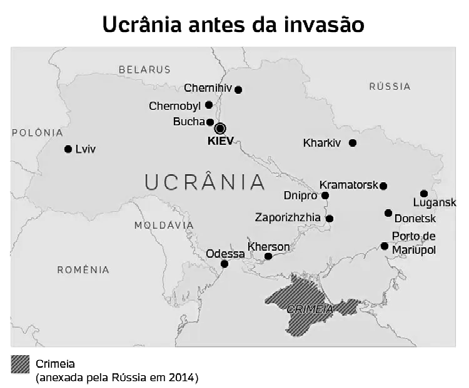 Ucrânia antes da invasão
BELARUS
RÚSSIA
Chernihiv
Chernobyl
Bucha
KIEV
POLÔNIA
Lviv
Kharkiv
UCRÂNIA
Kramatorsk
Dnipro
Lugansk
Zaporizhzhia
Donetsk
MOLDÁVIA
Porto de
Mariupol
Kherson
Odessa
ROMÊNIA
CRIMEIA
Crimeia
(anexada pela Rússia em 2014)